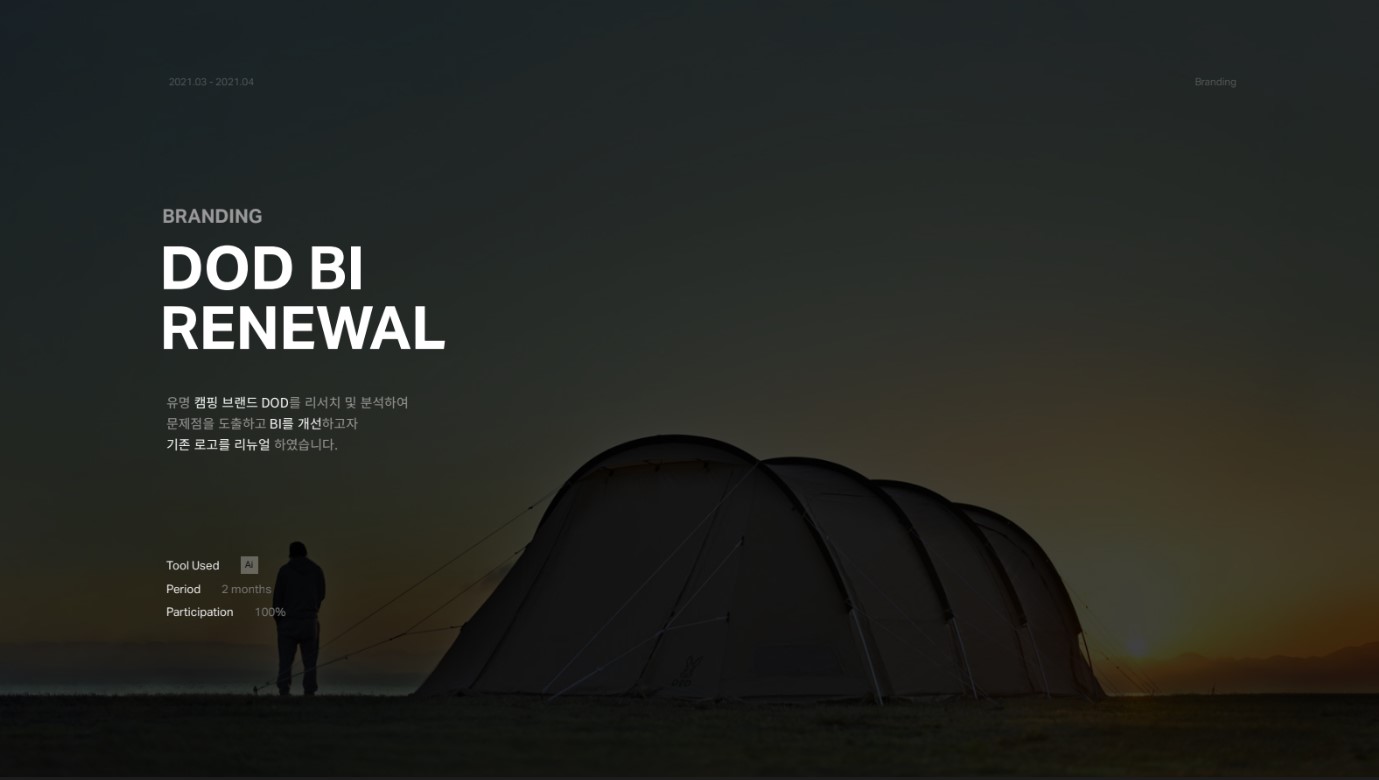 2021.03 - 2021.04
Branding
BRANDING
DOD BI
RENEWAL
유명 캠핑 브랜드 DOD를 리서치 및 분석하여
문제점을 도출하고 BI를 개선하고자
기존 로고를 리뉴얼 하였습니다.
Tool Used Ai
Period 2 months
Participation 100%